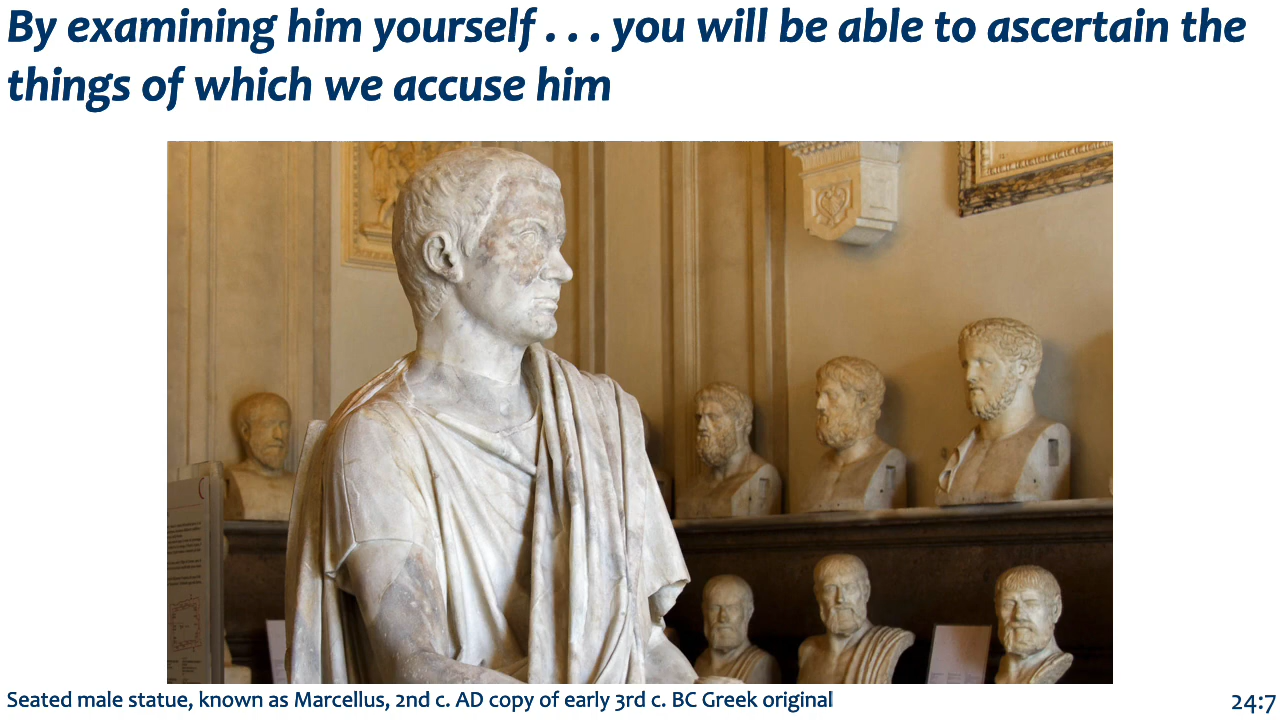 By examining him yourself . . . you will be able to ascertain the
things of which we accuse him
Seated male statue, known as Marcellus, 2nd c. AD copy of early 3rd c. BC Greek original
24:7